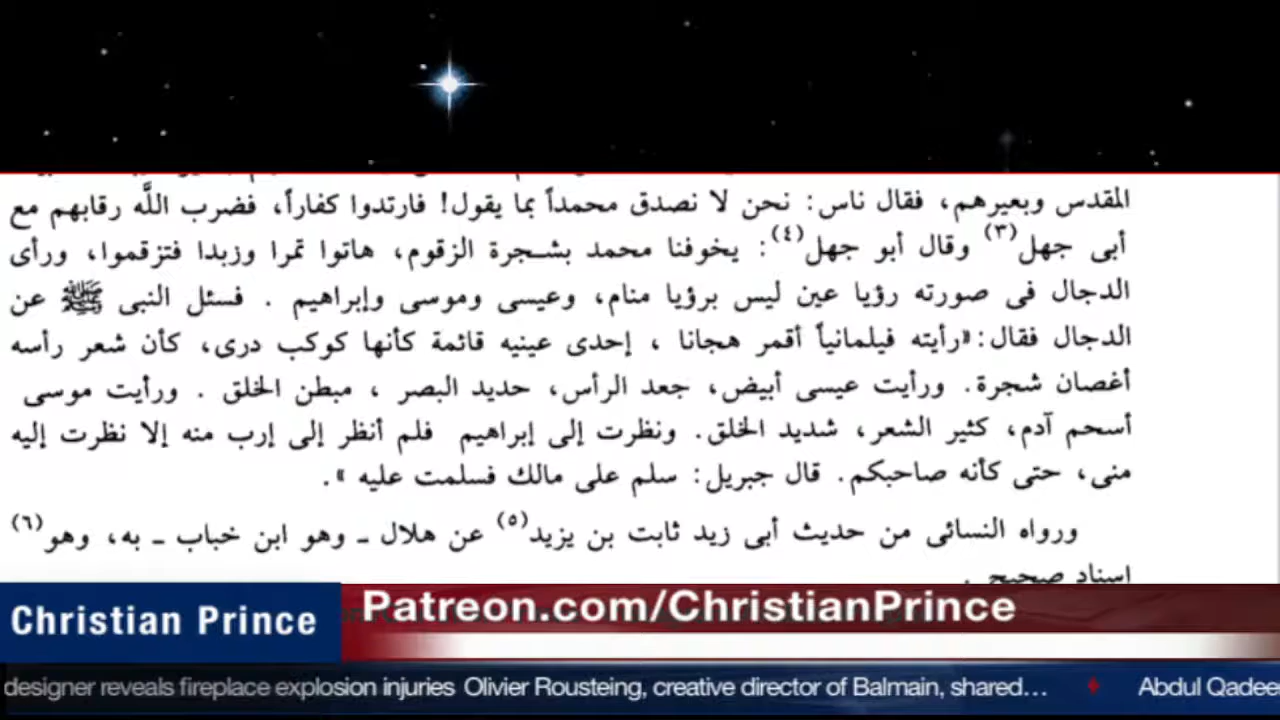 المقدس وبعيرهم، فقال ناس: نحن لا نصدق محمداً بما يقول! فارتدوا كفاراً، فضرب اللَّه رقابهم مع
أبى جهل(٣) وقال أبو جهل(٤): يخوفنا محمد بشـجرة الزقوم، هاتوا تمرا وزبدا فتزقموا، ورأى
الدجال فى صورته رؤيا عين ليس برؤيا منام، وعيسى وموسى وإبراهيم . فسئل النبى ﷺ عن
الدجال فقال: «رأيته فيلمانياً أقمر هجانا ، إحدى عينيه قائمة كأنها كوكب درى، كأن شعر رأسه
أغصان شجرة. ورأيت عيسى أبيض، جعد الرأس، حديد البصر ، مبطن الخلق . ورأيت موسى
أسحم آدم، كثير الشعر، شديد الخلق. ونظرت إلى إبراهيم فلم أنظر إلى إرب منه إلا نظرت إليه
منى، حتى كأنه صاحبكم. قال جبريل: سلم على مالك فسلمت عليه ».
ورواه النسائى من حديث أبى زيد ثابت بن يزيد(٥) عن هلال ـ وهو ابن خباب ـ به، وهو(٦)
إسناد صحيح .
Christian Prince
Patreon.com/ChristianPrince
designer reveals fireplace explosion injuries Olivier Rousteing, creative director of Balmain, shared… ♦ Abdul Qadee